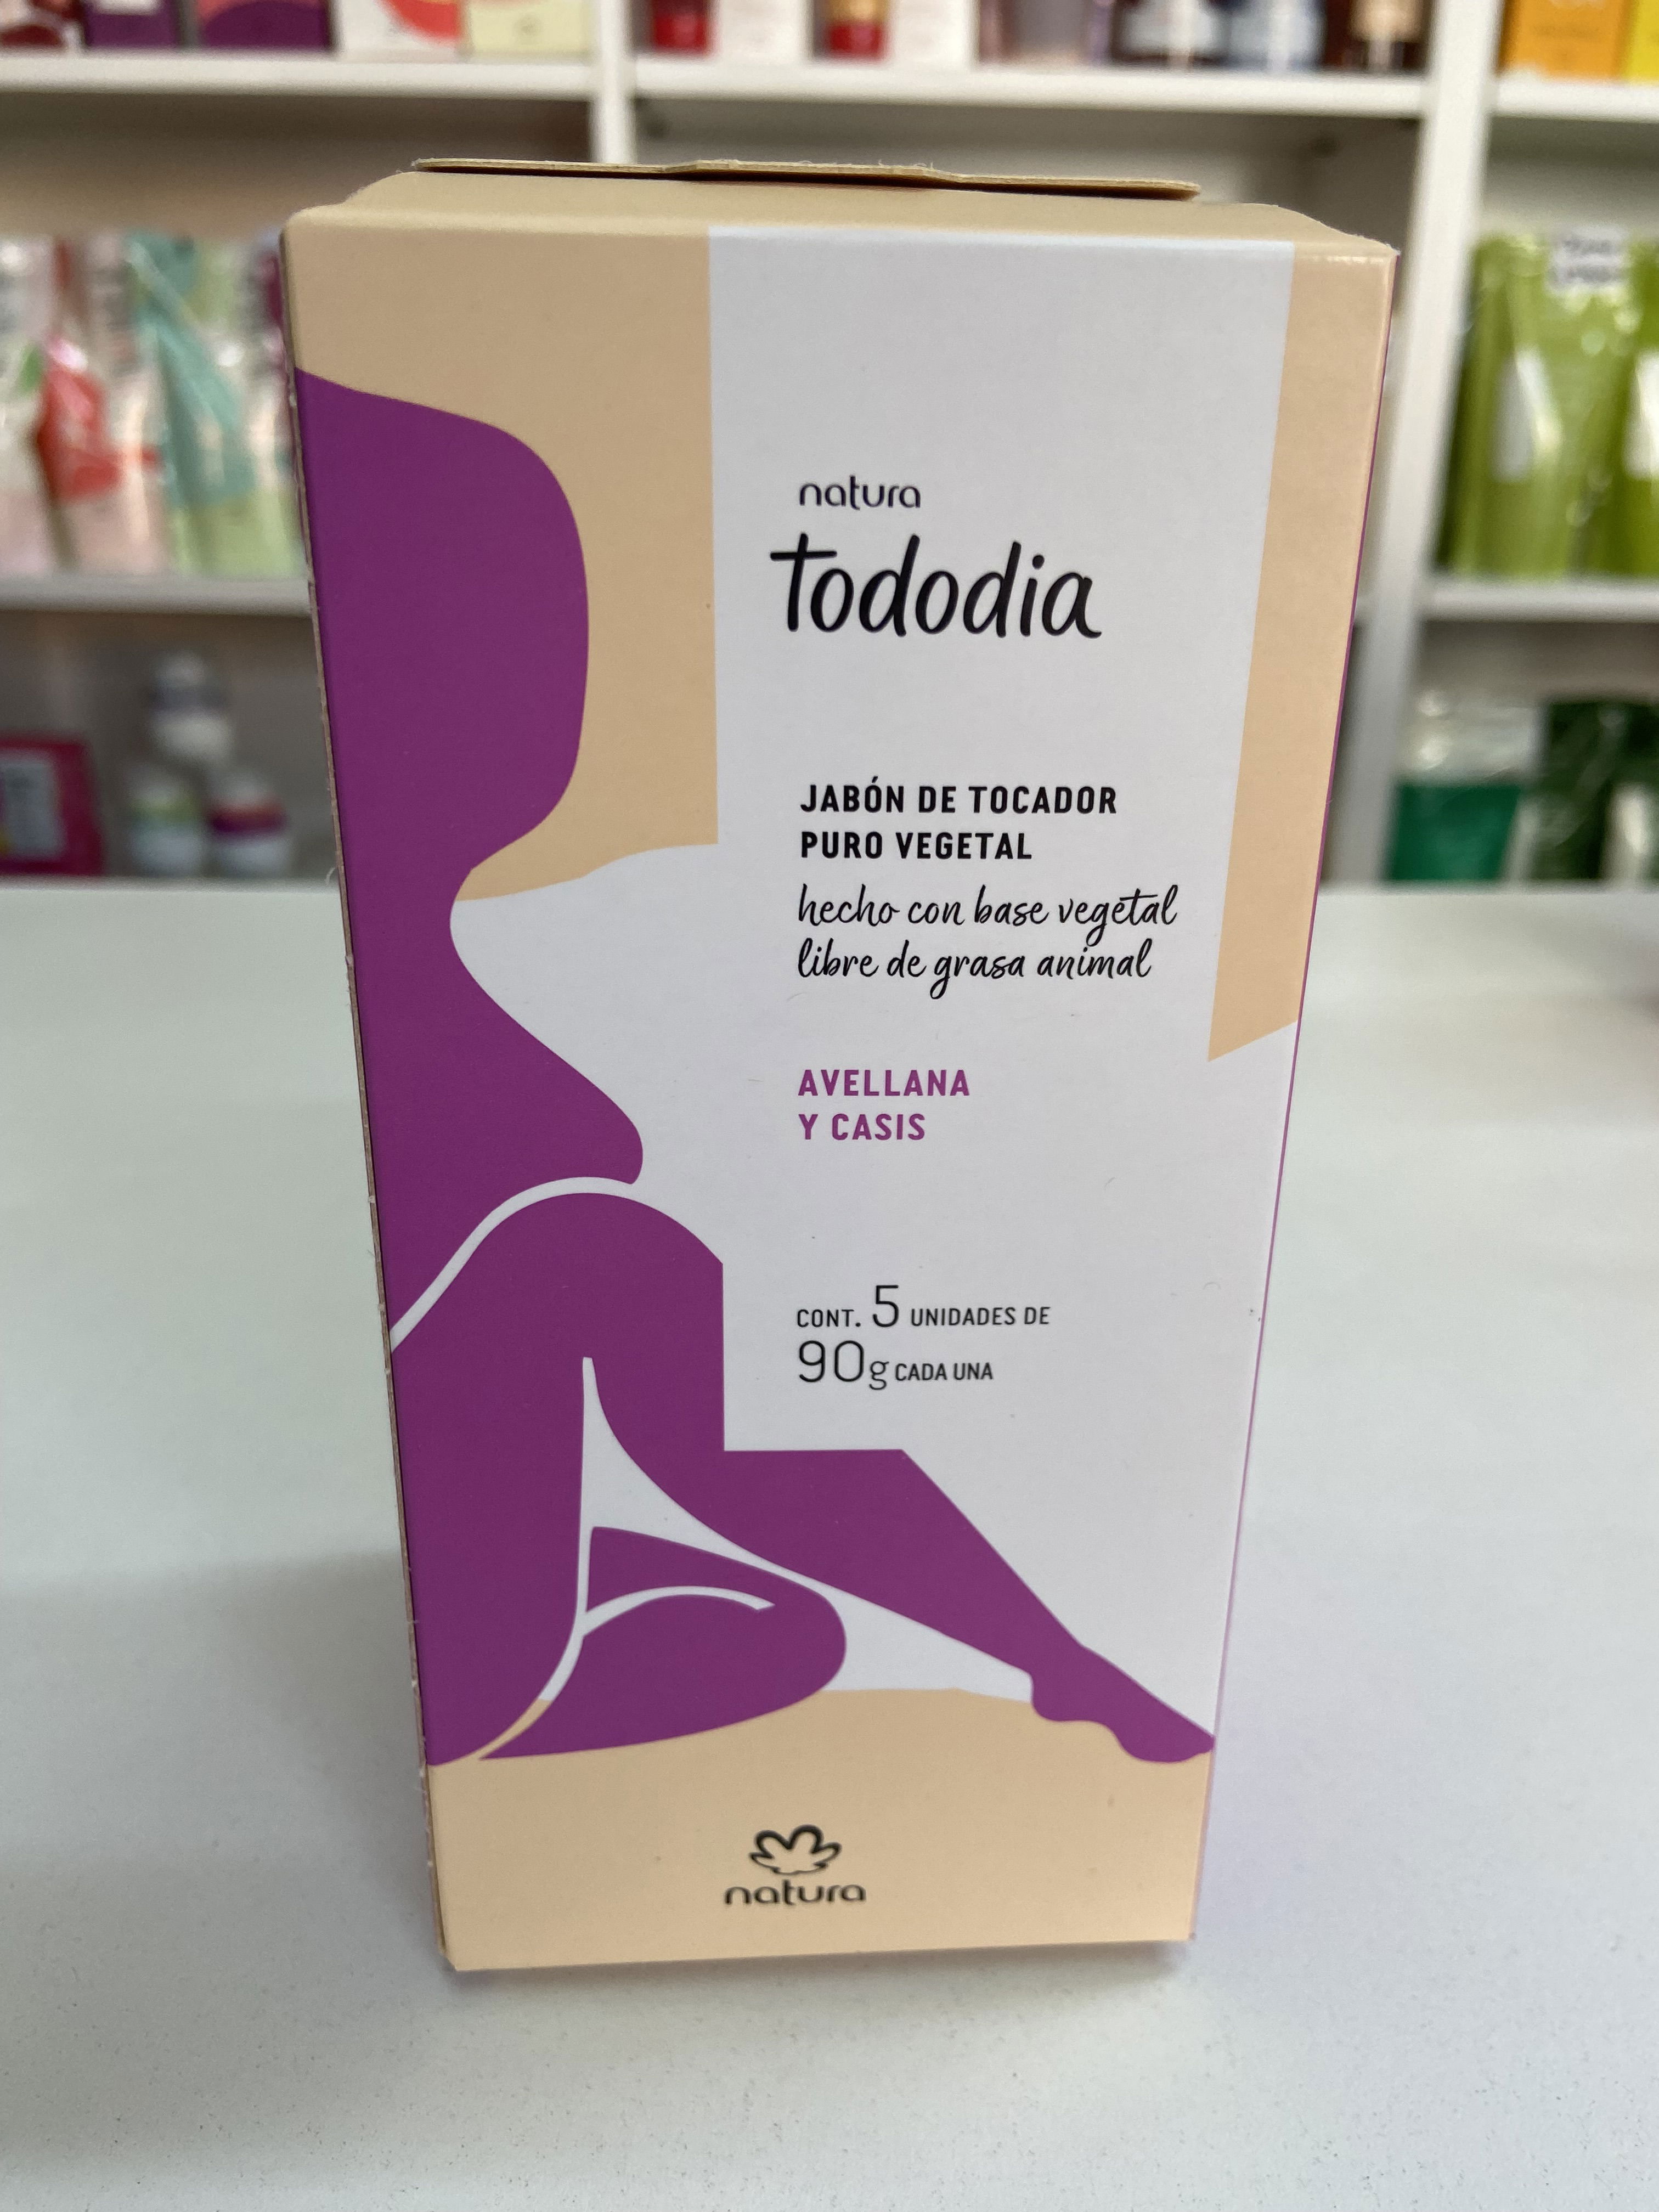 natura
tododia
JABÓN DE TOCADOR
PURO VEGETAL
hecho con base vegetal
libre de grasa animal
AVELLANA
Y CASIS
CONT. 5 UNIDADES DE
90g CADA UNA
natura